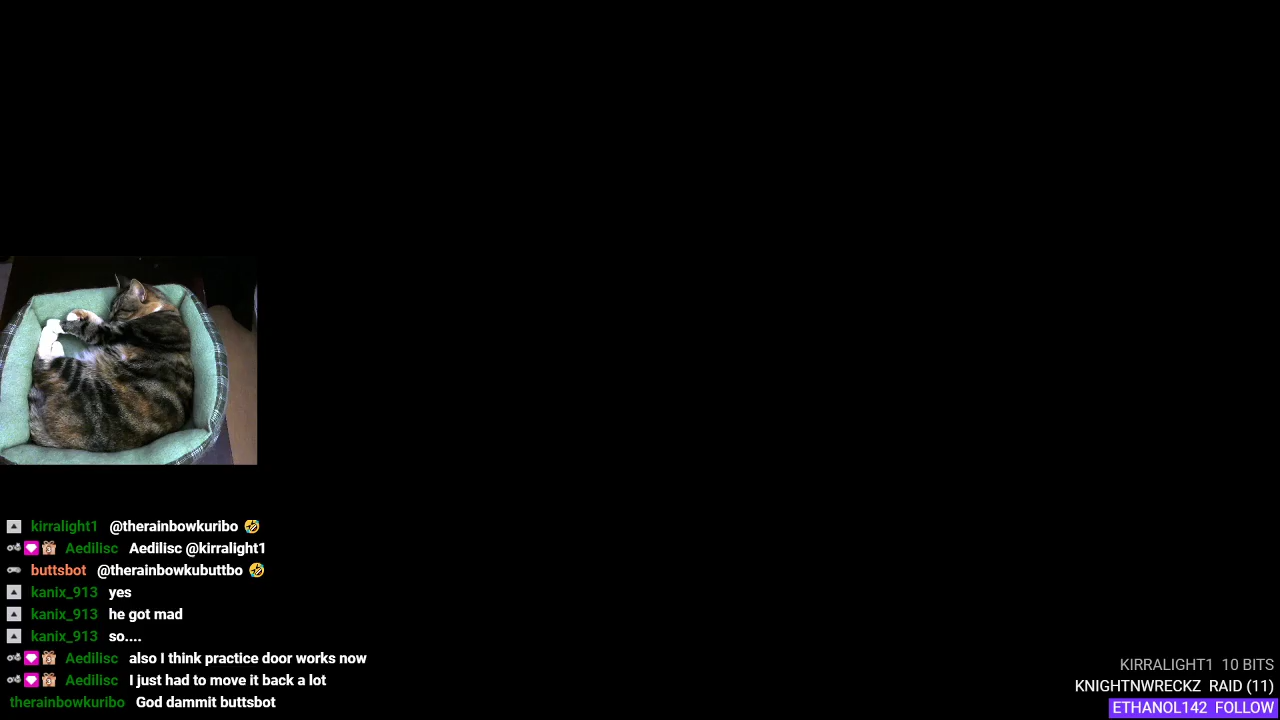 kirralight1 @therainbowkuribo 🤣
Aedilisc Aedilisc @kirralight1
buttsbot @therainbowkubuttbo 🤣
kanix_913 yes
kanix_913 he got mad
kanix_913 so....
Aedilisc also I think practice door works now
Aedilisc I just had to move it back a lot
therainbowkuribo God dammit buttsbot
KIRRALIGHT1 10 BITS
KNIGHTNWRECKZ RAID (11)
ETHANOL142 FOLLOW